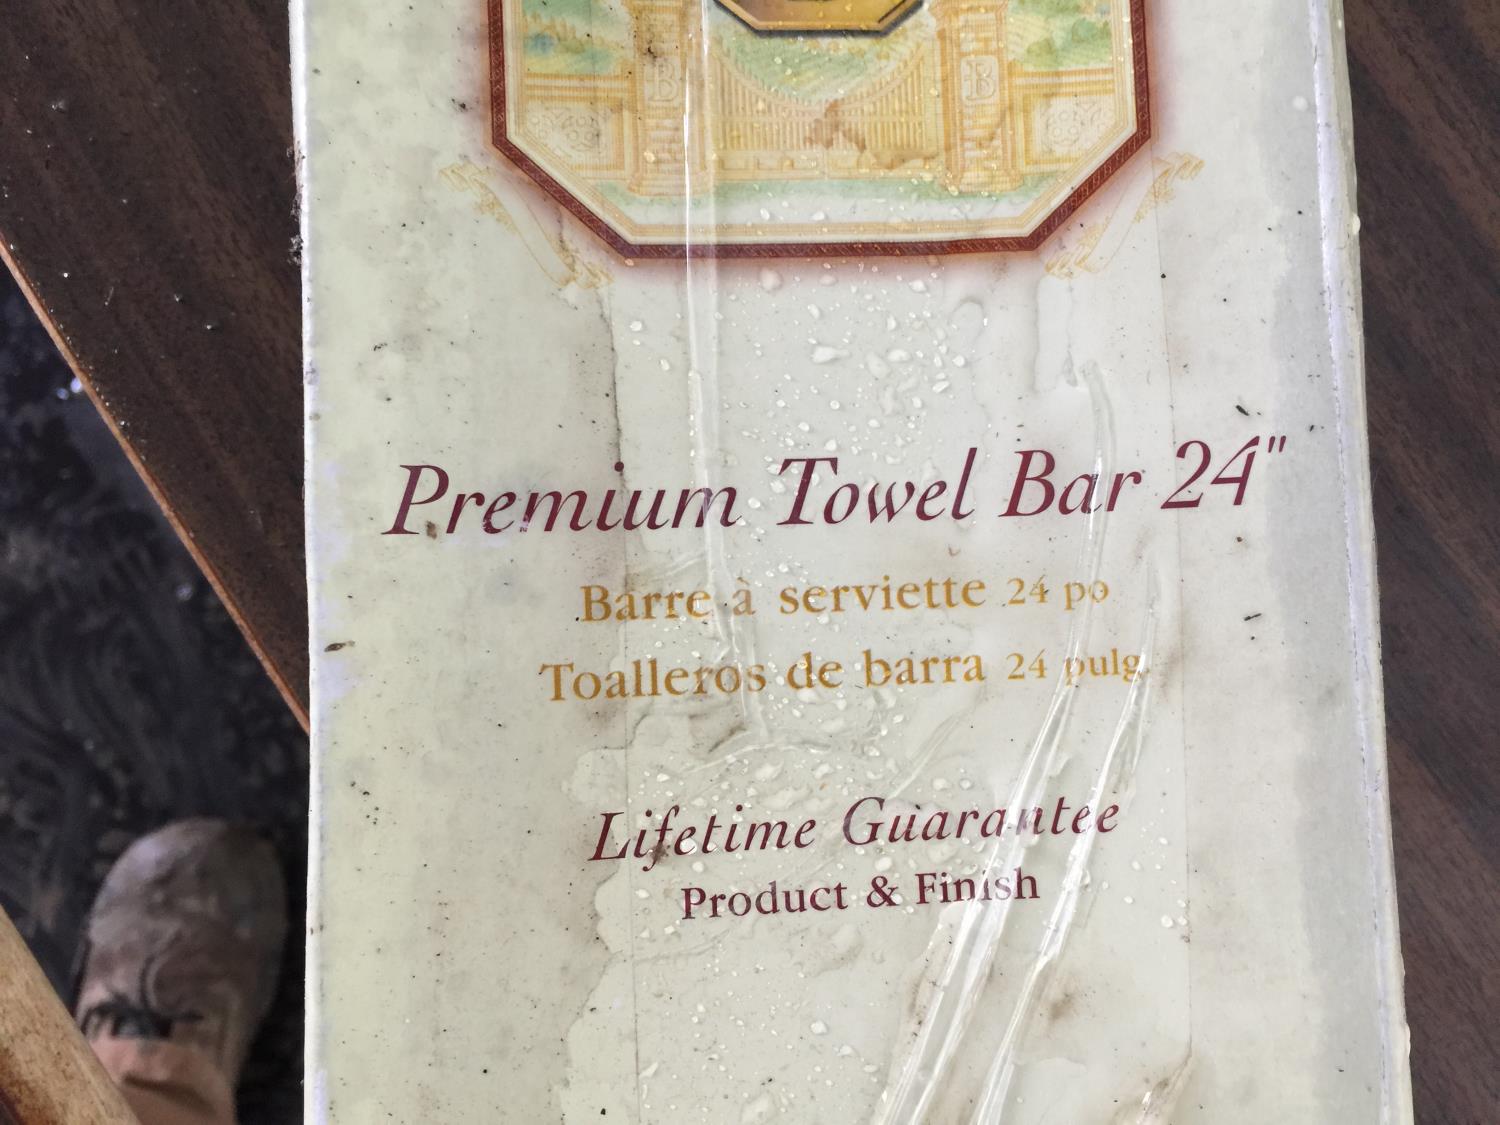 B B
Premium Towel Bar 24"
Barre à serviette 24 po
Toalleros de barra 24 pulg.
Lifetime Guarantee
Product & Finish